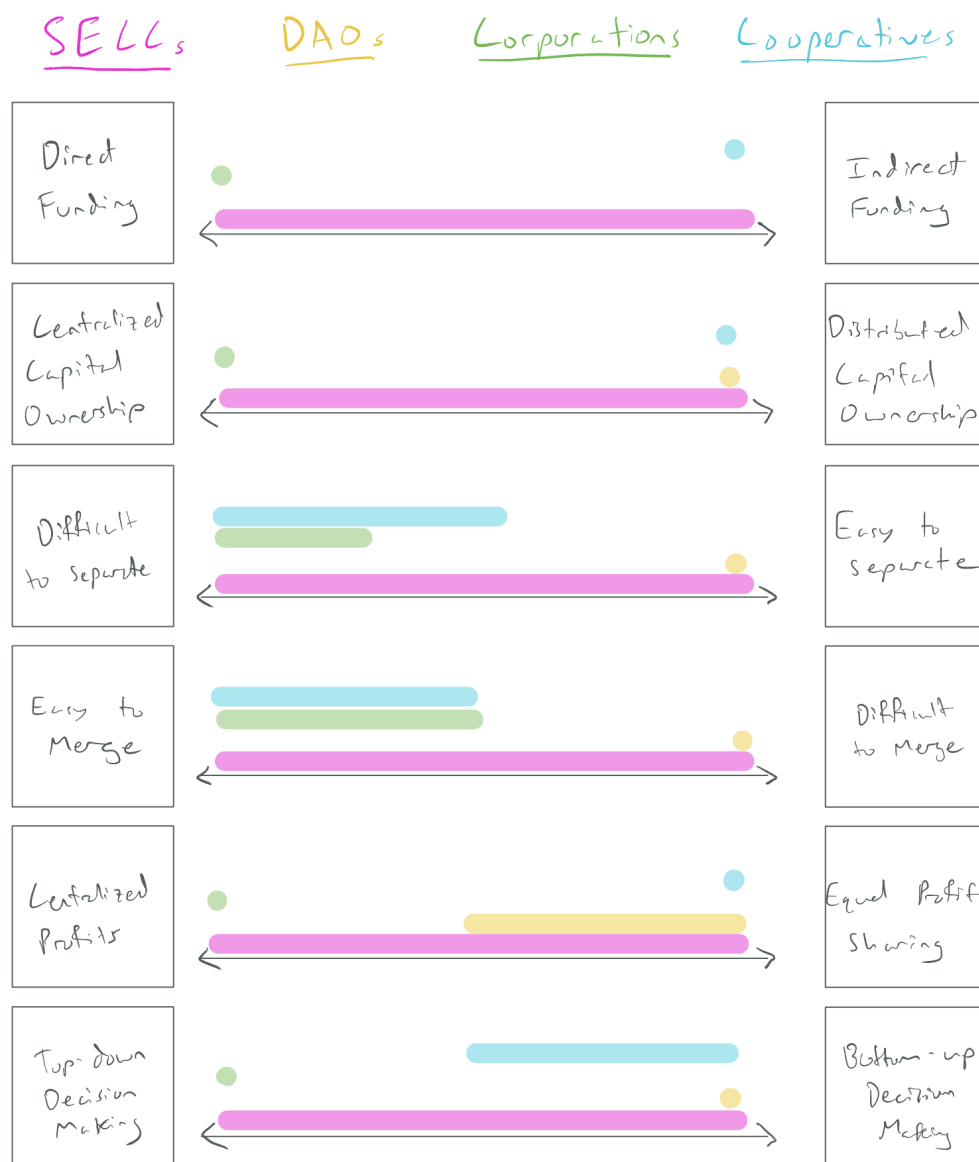 SELCs DAOs Corporations Cooperatives
Direct
Funding
Indirect
Funding
Centralized
Capital
Ownership
Distributed
Capital
Ownership
Difficult
to separate
Easy to
separate
Easy to
Merge
Difficult
to Merge
Centralized
Profits
Equal Profit
Sharing
Top-down
Decision
Making
Bottom-up
Decision
Making